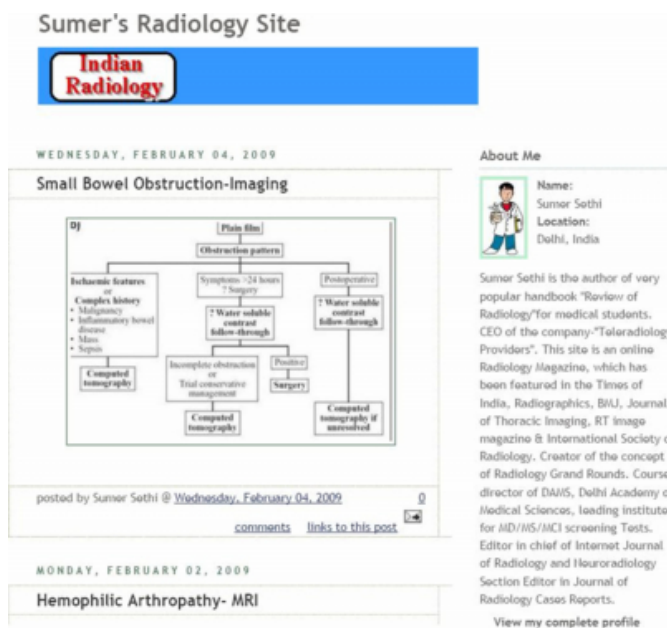 Sumer's Radiology Site
Indian
Radiology
WEDNESDAY, FEBRUARY 04, 2009
Small Bowel Obstruction-Imaging
DJ
Plain film
Obstruction pattern
Ischaemic features
or
Complex history
• Malignancy
• Inflammatory bowel
disease
• Mass
• Sepsis
Computed
tomography
Symptoms >24 hours
? Surgery
? Water soluble
contrast
follow-through
Incomplete obstruction
or
Trial conservative
management
Computed
tomography
Positive
Surgery
Postoperative
? Water soluble
contrast
follow-through
Computed
tomography if
unresolved
posted by Sumer Sethi @ Wednesday, February 04, 2009
0
comments links to this post
MONDAY, FEBRUARY 02, 2009
Hemophilic Arthropathy- MRI
About Me
Name:
Sumer Sethi
Location:
Delhi, India
Sumer Sethi is the author of very
popular handbook "Review of
Radiology"for medical students.
CEO of the company-"Teleradiology
Providers". This site is an online
Radiology Magazine, which has
been featured in the Times of
India, Radiographics, BMJ, Journal
of Thoracic Imaging, RT image
magazine & International Society o
Radiology. Creator of the concept
of Radiology Grand Rounds. Course
director of DAMS, Delhi Academy o
Medical Sciences, leading institute
for MD/MS/MCI screening Tests.
Editor in chief of Internet Journal
of Radiology and Neuroradiology
Section Editor in Journal of
Radiology Cases Reports.
View my complete profile